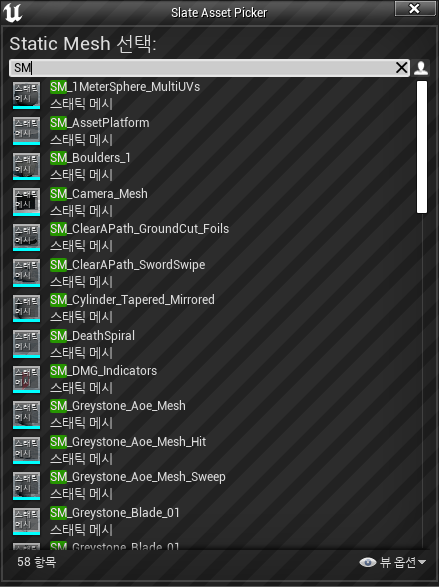 Slate Asset Picker
Static Mesh 선택:
SM
스태틱 메시
SM_1MeterSphere_MultiUVs
스태틱 메시
스태틱 메시
SM_AssetPlatform
스태틱 메시
스태틱 메시
SM_Boulders_1
스태틱 메시
스태틱 메시
SM_Camera_Mesh
스태틱 메시
스태틱 메시
SM_ClearAPath_GroundCut_Foils
스태틱 메시
스태틱 메시
SM_ClearAPath_SwordSwipe
스태틱 메시
스태틱 메시
SM_Cylinder_Tapered_Mirrored
스태틱 메시
스태틱 메시
SM_DeathSpiral
스태틱 메시
스태틱 메시
SM_DMG_Indicators
스태틱 메시
스태틱 메시
SM_Greystone_Aoe_Mesh
스태틱 메시
스태틱 메시
SM_Greystone_Aoe_Mesh_Hit
스태틱 메시
스태틱 메시
SM_Greystone_Aoe_Mesh_Sweep
스태틱 메시
스태틱 메시
SM_Greystone_Blade_01
스태틱 메시
스태틱
SM_Greystone_Blade_01
58 항목
뷰 옵션